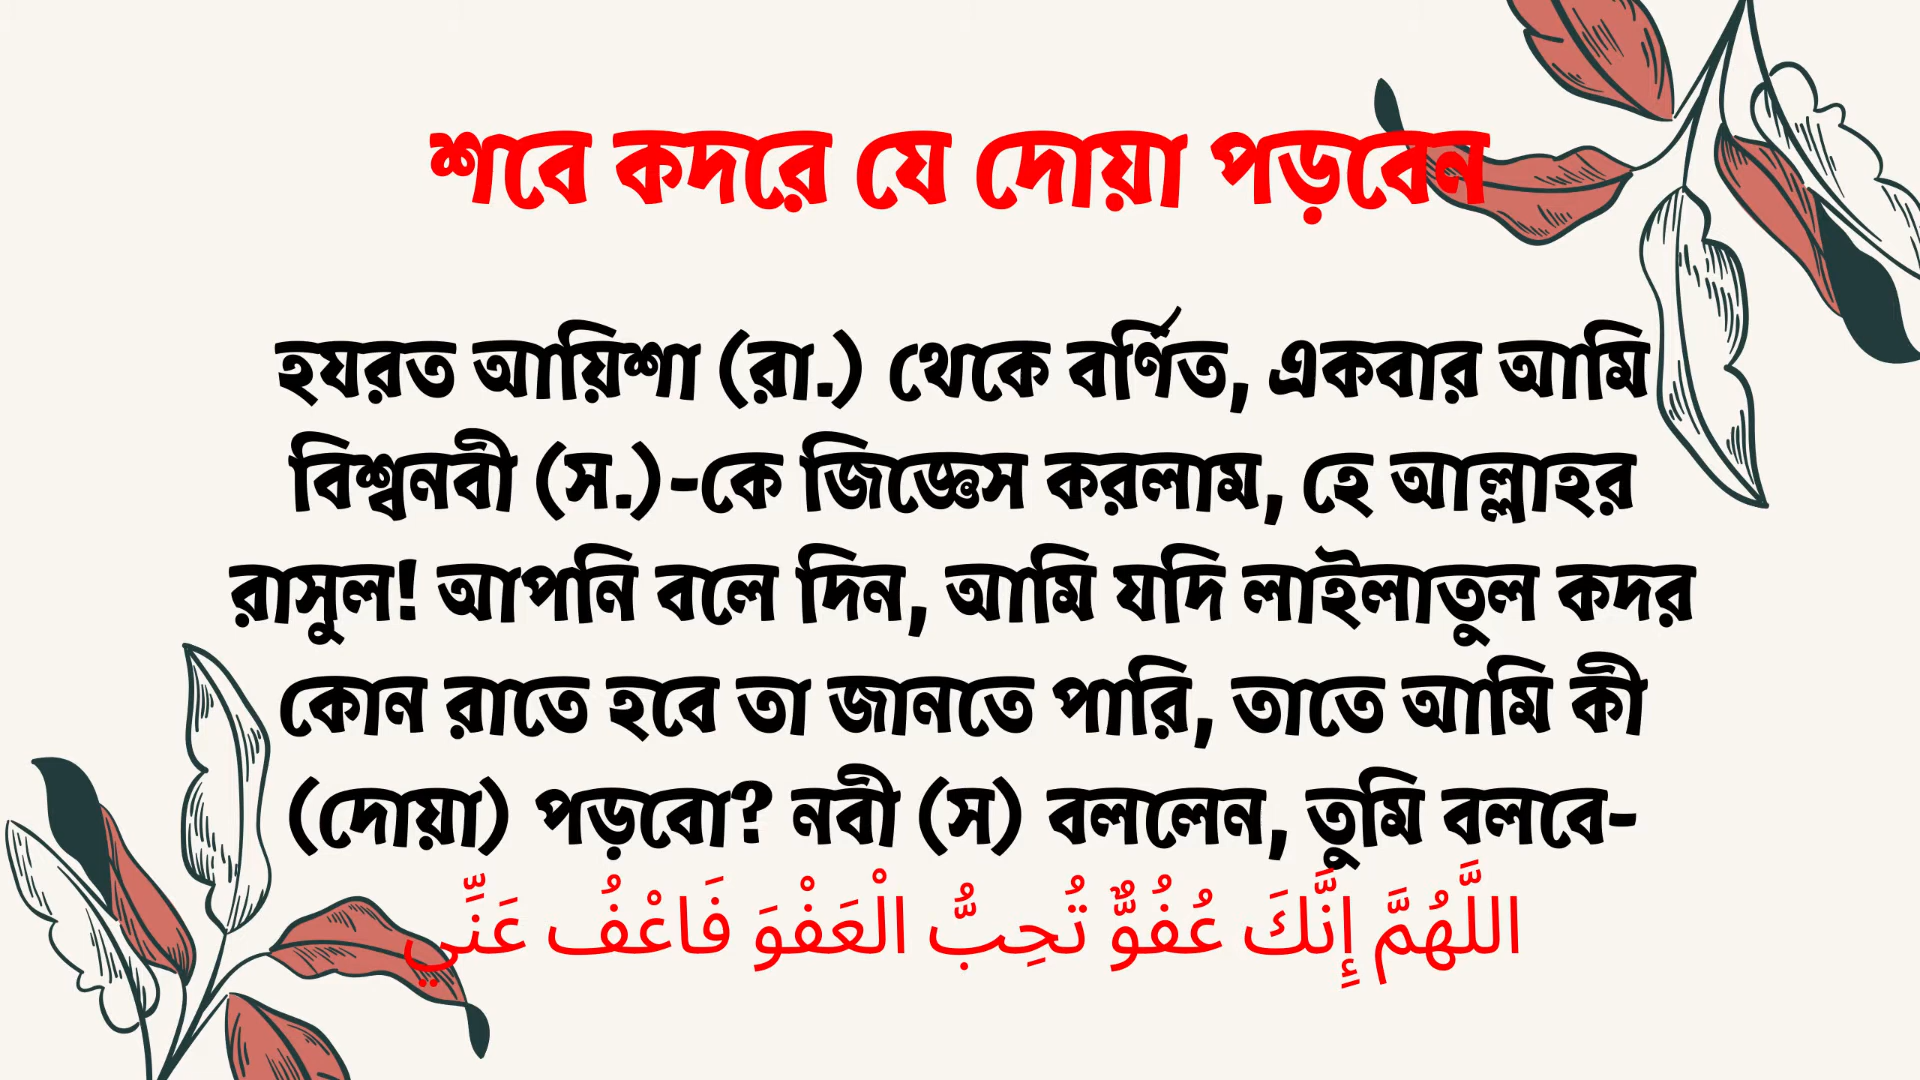 শবে কদরে যে দোয়া পড়বেন
হযরত আয়িশা (রা.) থেকে বর্ণিত, একবার আমি
বিশ্বনবী (স.)-কে জিজ্ঞেস করলাম, হে আল্লাহর
রাসুল! আপনি বলে দিন, আমি যদি লাইলাতুল কদর
কোন রাতে হবে তা জানতে পারি, তাতে আমি কী
(দোয়া) পড়বো? নবী (স) বললেন, তুমি বলবে-
اللَّهُمَّ إِنَّكَ عُفُوٌّ تُحِبُّ الْعَفْوَ فَاعْفُ عَنِّي